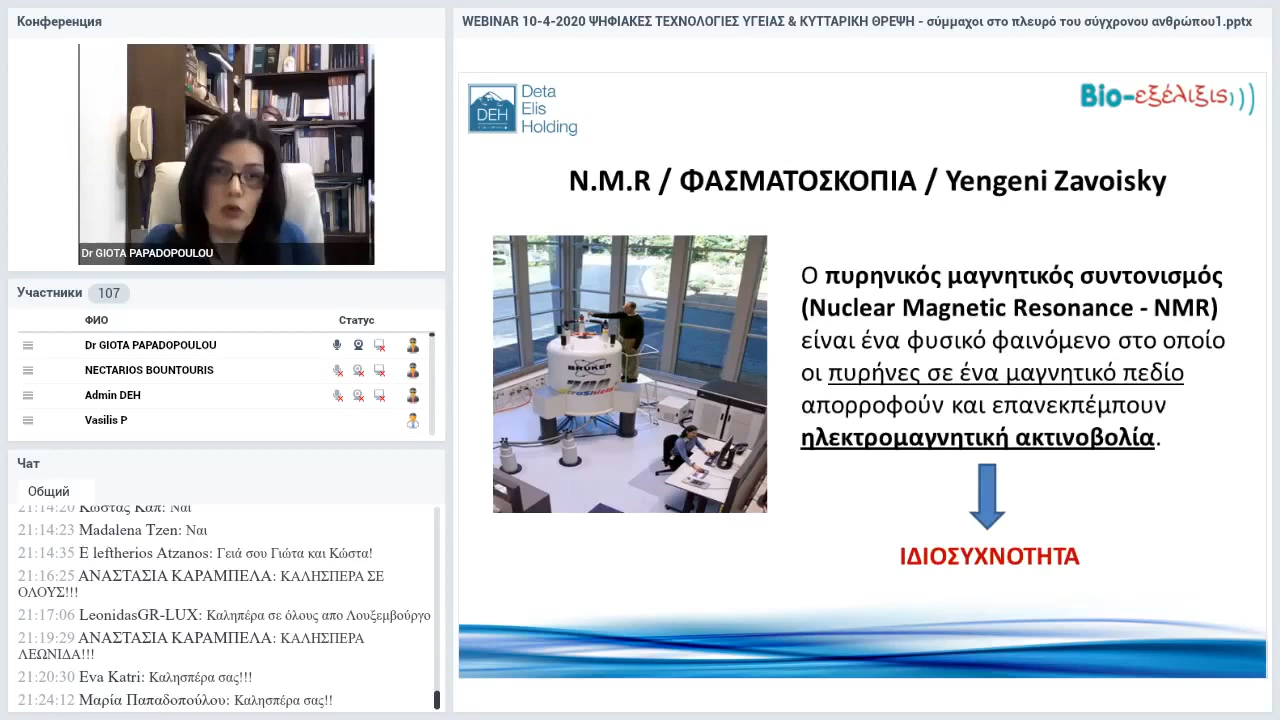 Конференция
Dr GIOTA PAPADOPOULOU
Участники 107
ФИО Статус
Dr GIOTA PAPADOPOULOU
NECTARIOS BOUNTOURIS
Admin DEH
Vasilis P
Чат
Общий
21:14:20 Κώστας Καπ: Ναι
21:14:23 Madalena Tzen: Ναι
21:14:35 E leftherios Atzanos: Γειά σου Γιώτα και Κώστα!
21:16:25 ΑΝΑΣΤΑΣΙΑ ΚΑΡΑΜΠΕΛΑ: ΚΑΛΗΣΠΕΡΑ ΣΕ
ΟΛΟΥΣ!!!
21:17:06 LeonidasGR-LUX: Καληπέρα σε όλους απο Λουξεμβούργο
21:19:29 ΑΝΑΣΤΑΣΙΑ ΚΑΡΑΜΠΕΛΑ: ΚΑΛΗΣΠΕΡΑ
ΛΕΩΝΙΔΑ!!!
21:20:30 Eva Katri: Καλησπέρα σας!!!
21:24:12 Μαρία Παπαδοπούλου: Καλησπέρα σας!!
WEBINAR 10-4-2020 ΨΗΦΙΑΚΕΣ ΤΕΧΝΟΛΟΓΙΕΣ ΥΓΕΙΑΣ & ΚΥΤΤΑΡΙΚΗ ΘΡΕΨΗ - σύμμαχοι στο πλευρό του σύγχρονου ανθρώπου1.pptx
DEH
Deta
Elis
Holding
Bio-εξέλιξις)))
N.M.R / ΦΑΣΜΑΤΟΣΚΟΠΙΑ / Yengeni Zavoisky
BRUKER
Ο πυρηνικός μαγνητικός συντονισμός
(Nuclear Magnetic Resonance - NMR)
είναι ένα φυσικό φαινόμενο στο οποίο
οι πυρήνες σε ένα μαγνητικό πεδίο
απορροφούν και επανεκπέμπουν
ηλεκτρομαγνητική ακτινοβολία.
ΙΔΙΟΣΥΧΝΟΤΗΤΑ